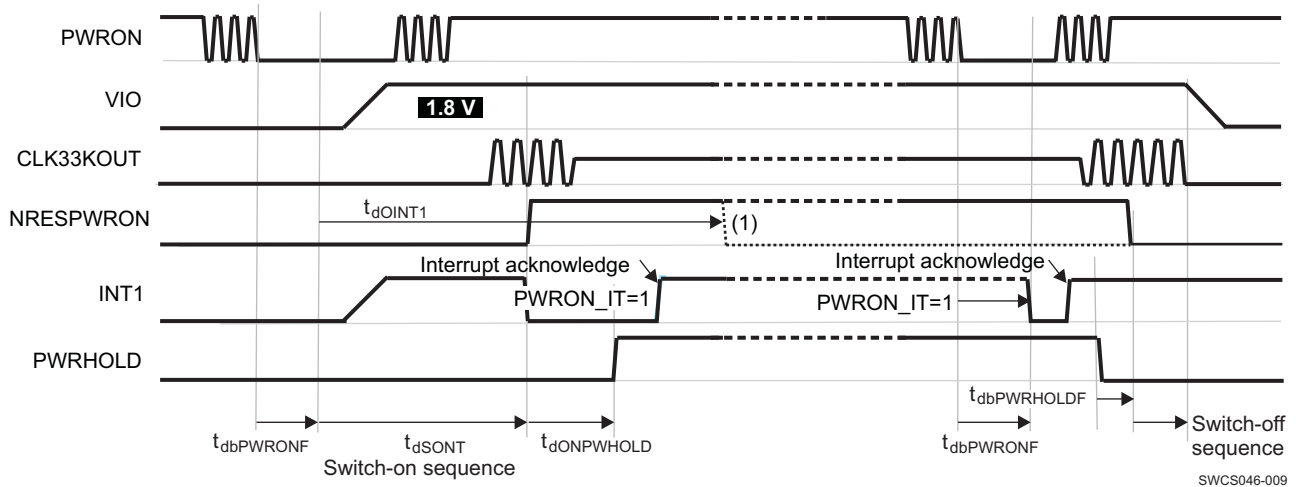 PWRON
VIO
1.8 V
CLK33KOUT
NRESPWRON
tdOINT1
(1)
Interrupt acknowledge
Interrupt acknowledge
INT1
PWRON_IT=1
PWRON_IT=1
PWRHOLD
tdbPWRHOLDF
tdbPWRONF
tdSONT
tdONPWHOLD
tdbPWRONF
Switch-off
sequence
Switch-on sequence
SWCS046-009